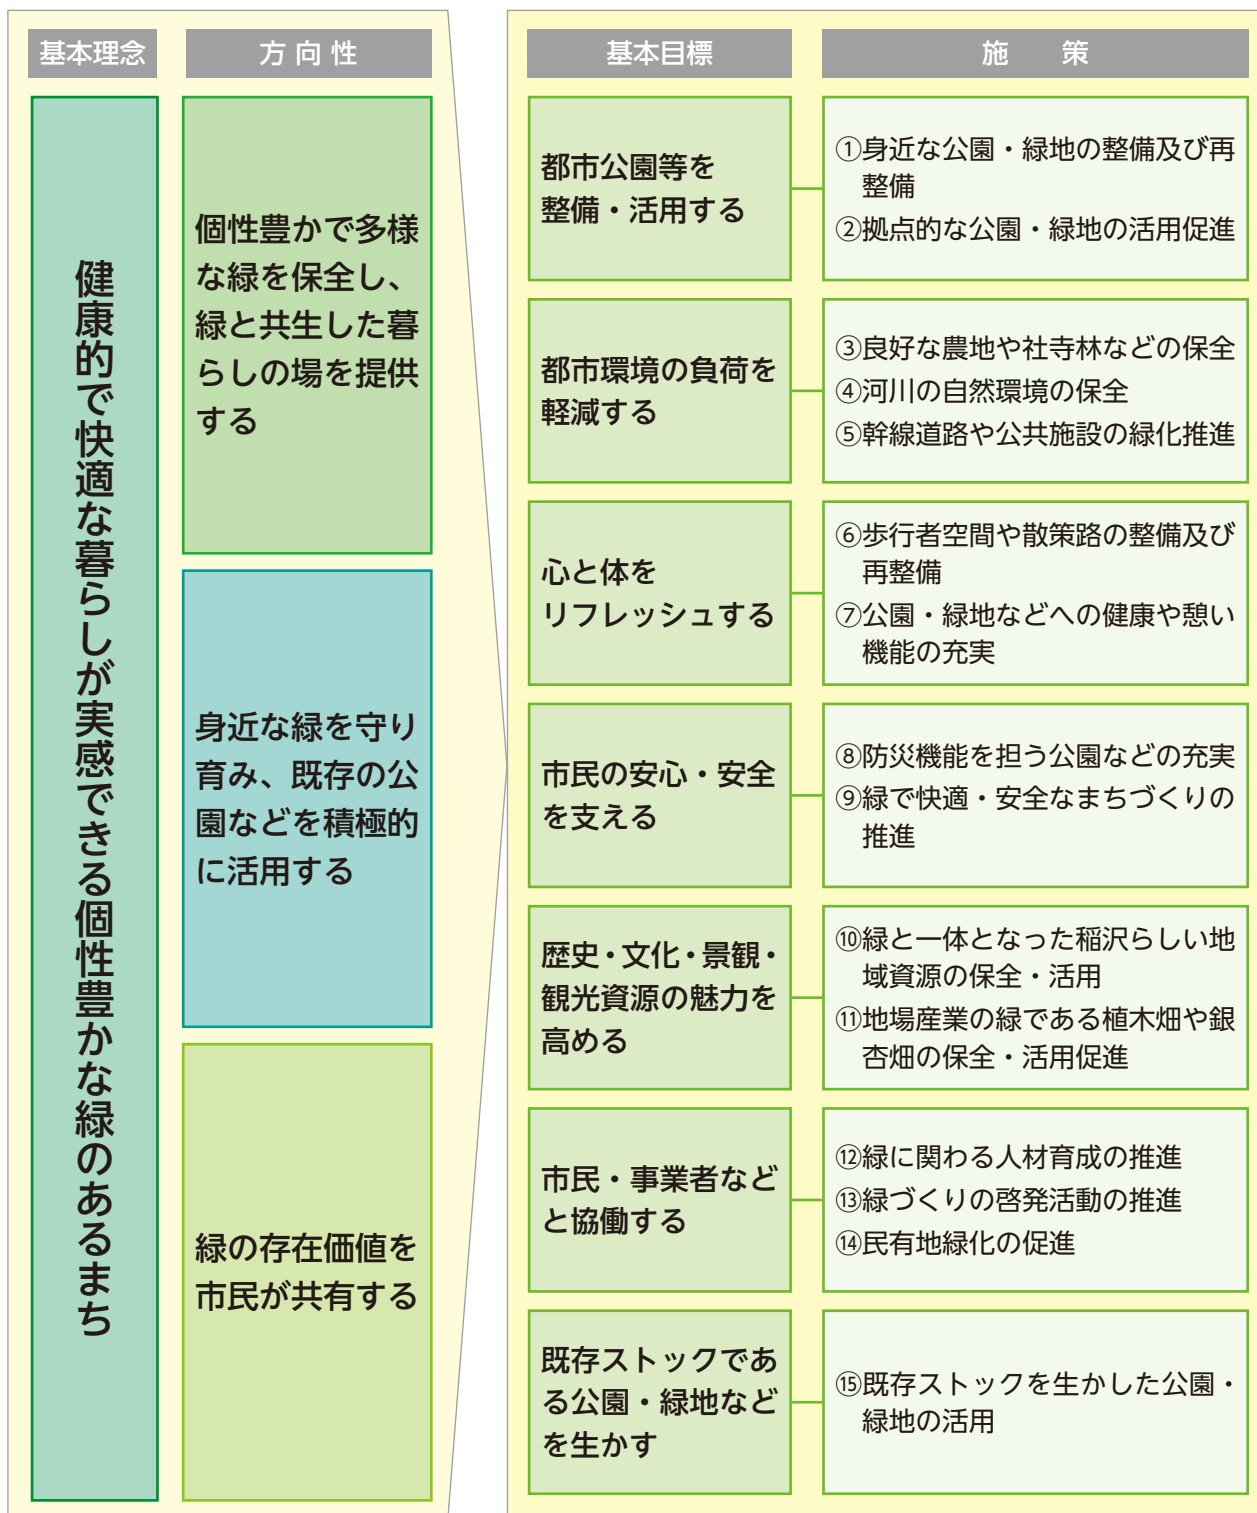 基本理念
方向性
基本目標
施策
健康的で快適な暮らしが実感できる個性豊かな緑のあるまち
個性豊かで多様
な緑を保全し、
緑と共生した暮
らしの場を提供
する
身近な緑を守り
育み、既存の公
園などを積極的
に活用する
緑の存在価値を
市民が共有する
都市公園等を
整備・活用する
①身近な公園・緑地の整備及び再
整備
②拠点的な公園・緑地の活用促進
都市環境の負荷を
軽減する
③良好な農地や社寺林などの保全
④河川の自然環境の保全
⑤幹線道路や公共施設の緑化推進
心と体を
リフレッシュする
⑥歩行者空間や散策路の整備及び
再整備
⑦公園・緑地などへの健康や憩い
機能の充実
市民の安心・安全
を支える
⑧防災機能を担う公園などの充実
⑨緑で快適・安全なまちづくりの
推進
歴史・文化・景観・
観光資源の魅力を
高める
⑩緑と一体となった稲沢らしい地
域資源の保全・活用
⑪地場産業の緑である植木畑や銀
杏畑の保全・活用促進
市民・事業者など
と協働する
⑫緑に関わる人材育成の推進
⑬緑づくりの啓発活動の推進
⑭民有地緑化の促進
既存ストックであ
る公園・緑地など
を生かす
⑮既存ストックを生かした公園・
緑地の活用